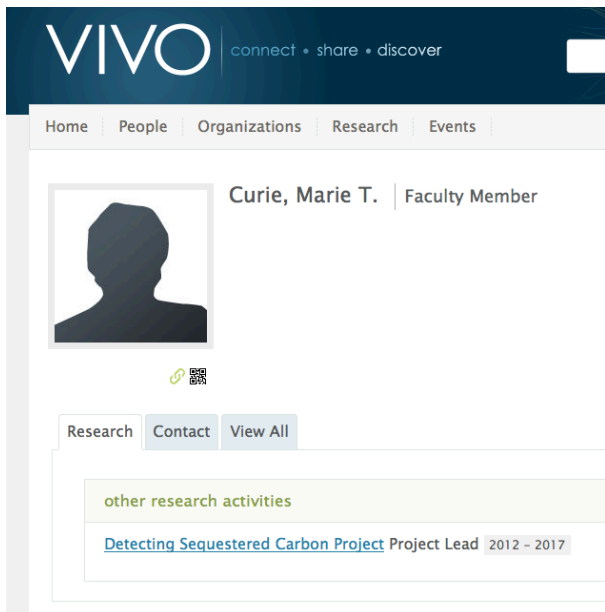 VIVO connect • share • discover
Home People Organizations Research Events
Curie, Marie T. Faculty Member
Research Contact View All
other research activities
Detecting Sequestered Carbon Project Project Lead 2012 – 2017